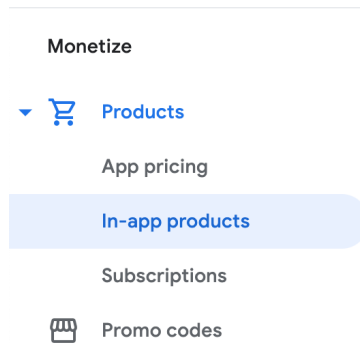 Monetize
Products
App pricing
In-app products
Subscriptions
Promo codes